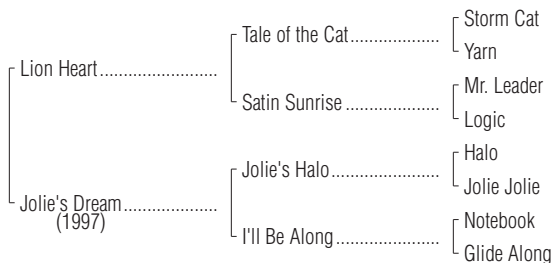 Storm Cat
Tale of the Cat....................
Yarn
Lion Heart.........................
Mr. Leader
Satin Sunrise ....................
Logic
Halo
Jolie's Halo.......................
Jolie Jolie
Jolie's Dream....................
(1997)
Notebook
I'll Be Along......................
Glide Along